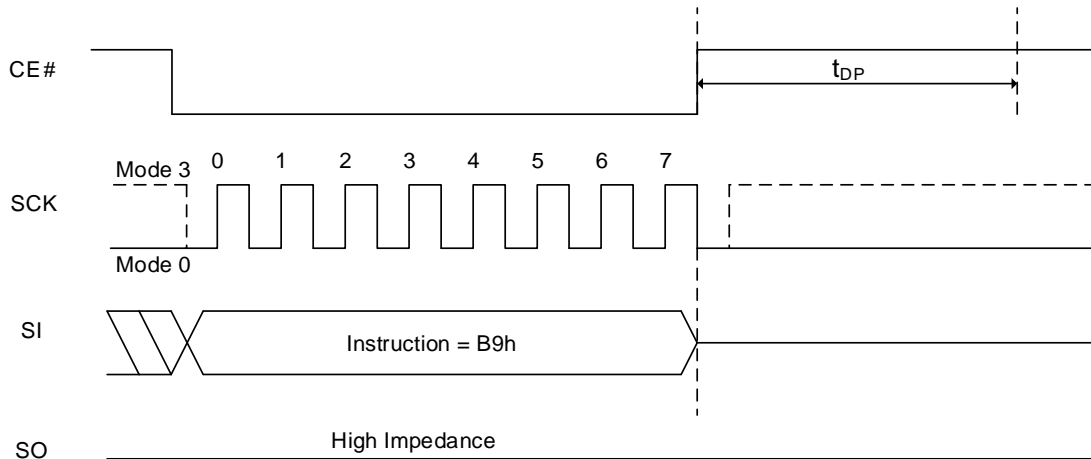 CE#
tDP
Mode 3
0 1 2 3 4 5 6 7
SCK
Mode 0
SI
Instruction = B9h
High Impedance
SO